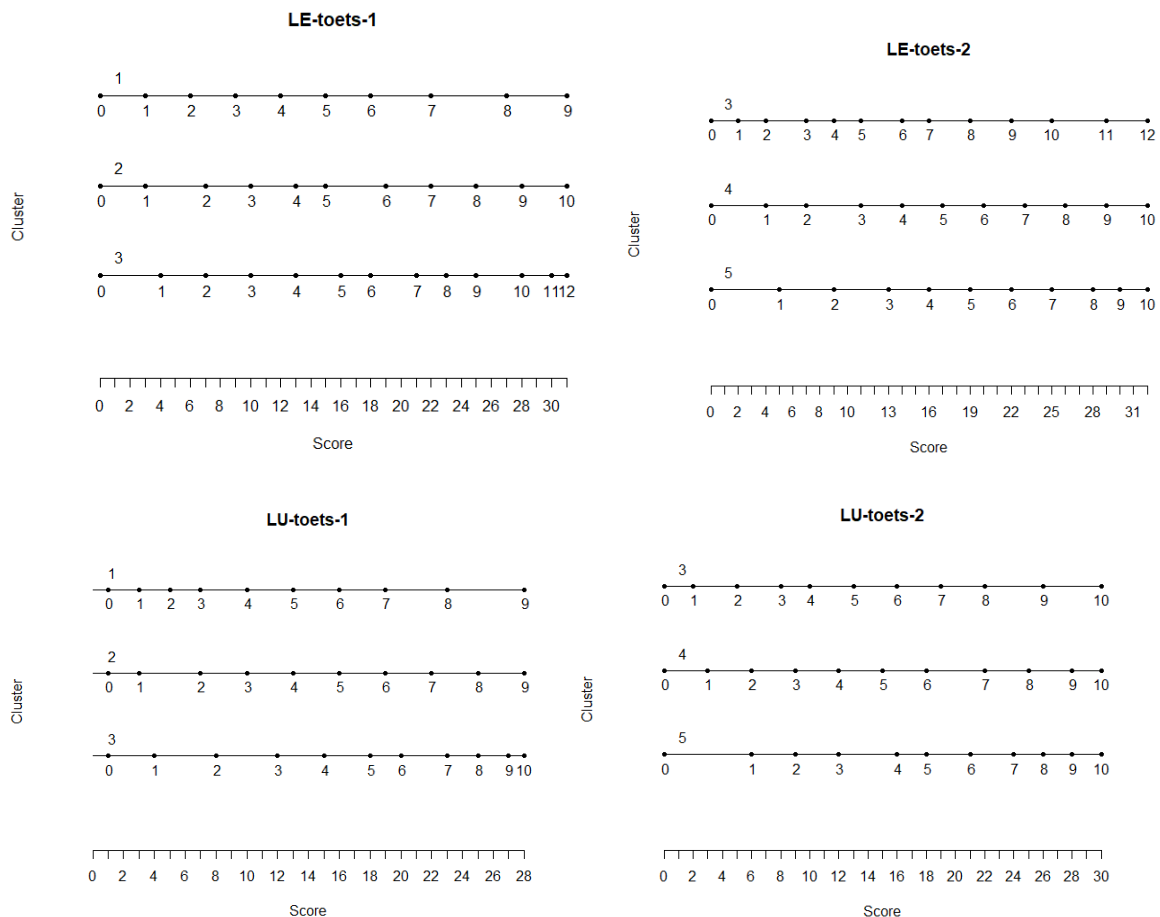 LE-toets-1
1
0 1 2 3 4 5 6 7 8 9
2
0 1 2 3 4 5 6 7 8 9 10
3
0 1 2 3 4 5 6 7 8 9 10 11 12
Cluster
0 2 4 6 8 10 12 14 16 18 20 22 24 26 28 30
Score
LE-toets-2
3
0 1 2 3 4 5 6 7 8 9 10 11 12
4
0 1 2 3 4 5 6 7 8 9 10
5
0 1 2 3 4 5 6 7 8 9 10
Cluster
0 2 4 6 8 10 13 16 19 22 25 28 31
Score
LU-toets-1
1
0 1 2 3 4 5 6 7 8 9
2
0 1 2 3 4 5 6 7 8 9
3
0 1 2 3 4 5 6 7 8 9 10
Cluster
0 2 4 6 8 10 12 14 16 18 20 22 24 26 28
Score
LU-toets-2
3
0 1 2 3 4 5 6 7 8 9 10
4
0 1 2 3 4 5 6 7 8 9 10
5
0 1 2 3 4 5 6 7 8 9 10
Cluster
0 2 4 6 8 10 12 14 16 18 20 22 24 26 28 30
Score